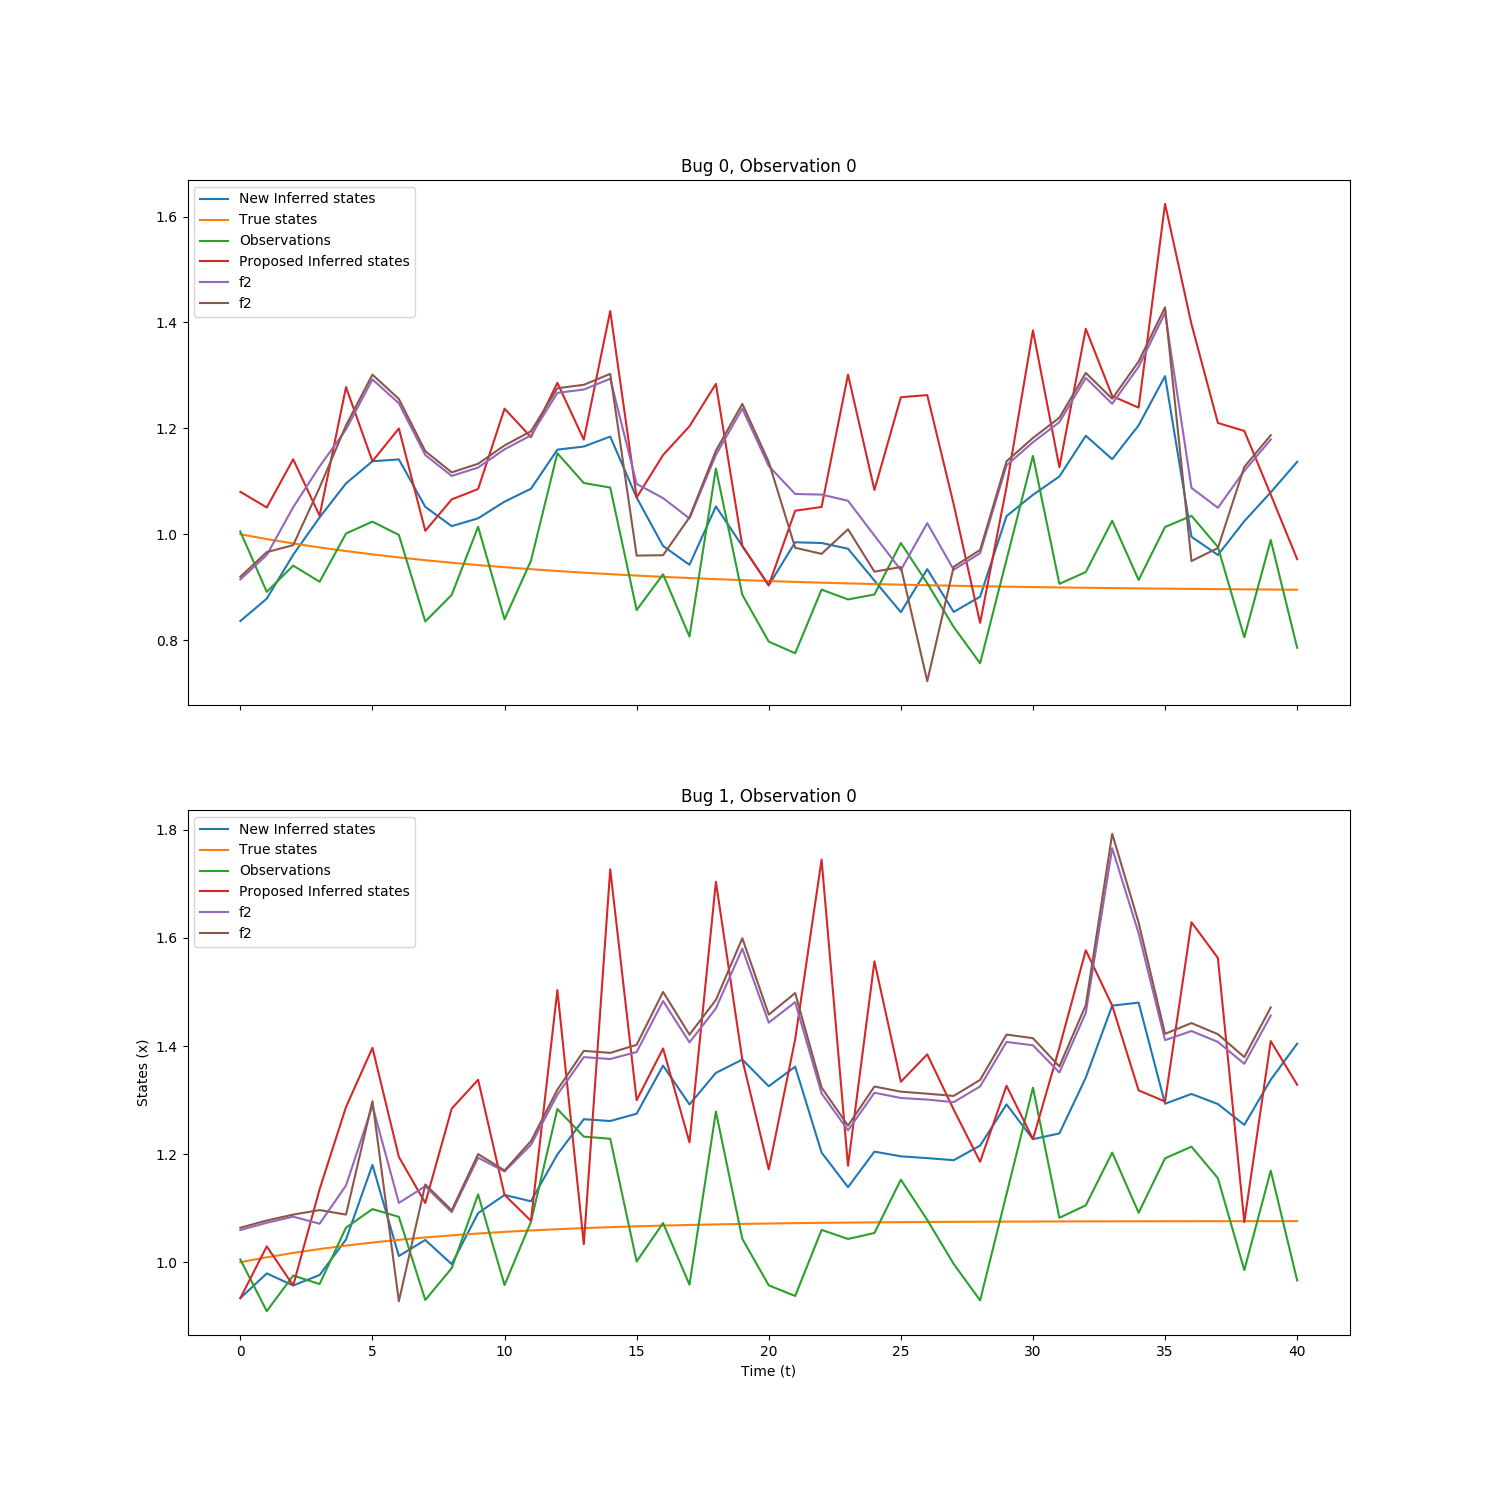 Bug 0, Observation 0
New Inferred states
True states
Observations
Proposed Inferred states
f2
f2
1.6
1.4
1.2
1.0
0.8
Bug 1, Observation 0
New Inferred states
True states
Observations
Proposed Inferred states
f2
f2
1.8
1.6
1.4
1.2
1.0
States (x)
0 5 10 15 20 25 30 35 40
Time (t)